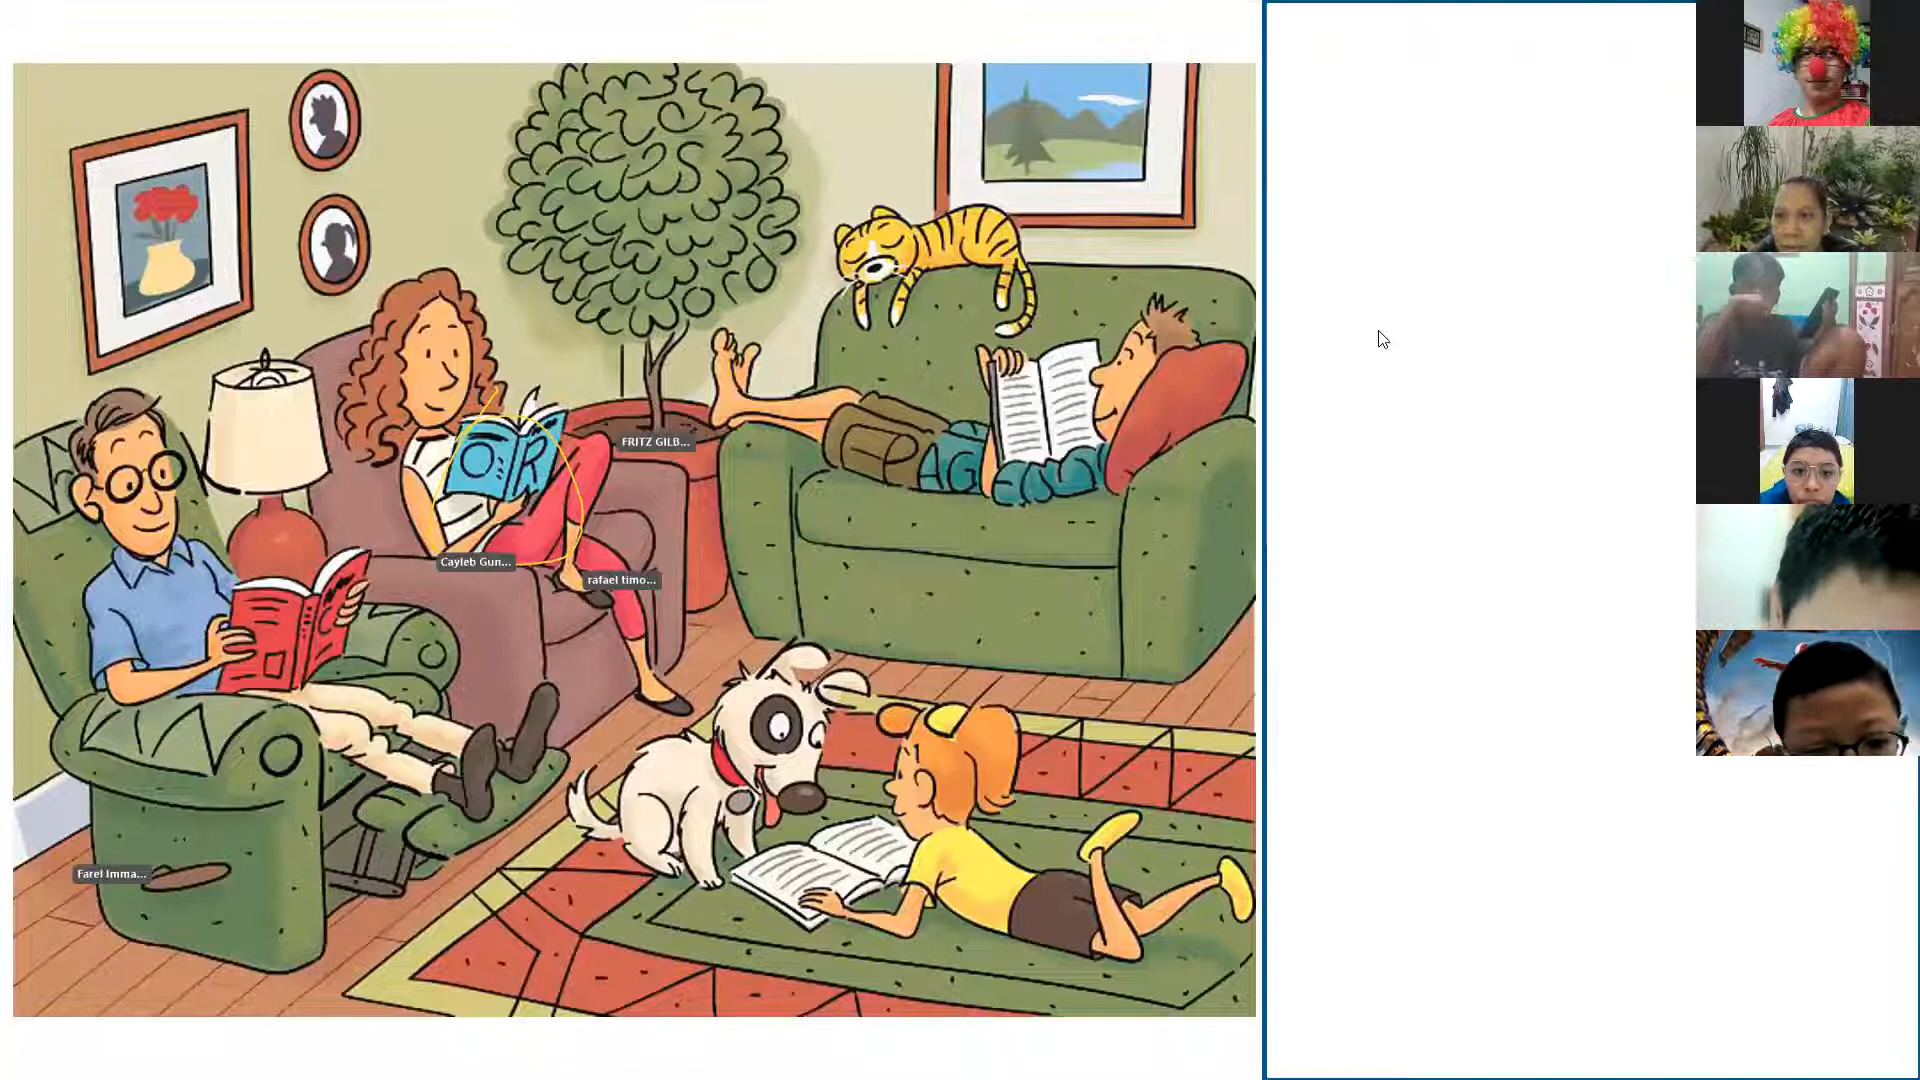 FRITZ GILB...
Cayleb Gun...
rafael timo...
Farel Imma...